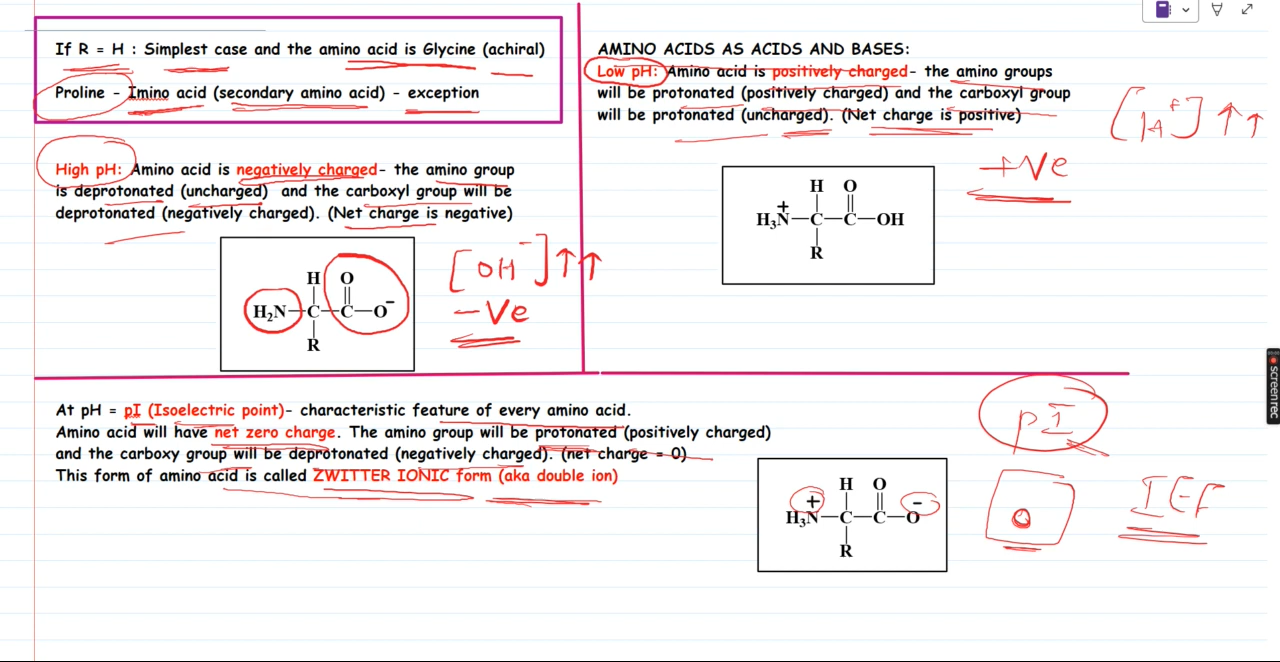 If R = H : Simplest case and the amino acid is Glycine (achiral)
Proline - Imino acid (secondary amino acid) - exception
High pH: Amino acid is negatively charged- the amino group
is deprotonated (uncharged) and the carboxyl group will be
deprotonated (negatively charged). (Net charge is negative)
H O
H₂N—C—C—O⁻
R
[OH⁻]↑↑
-Ve
AMINO ACIDS AS ACIDS AND BASES:
Low pH: Amino acid is positively charged- the amino groups
will be protonated (positively charged) and the carboxyl group
will be protonated (uncharged). (Net charge is positive)
[H⁺]↑↑
+Ve
H O
+
H₃N—C—C—OH
R
At pH = pI (Isoelectric point)- characteristic feature of every amino acid.
Amino acid will have net zero charge. The amino group will be protonated (positively charged)
and the carboxy group will be deprotonated (negatively charged). (net charge = 0)
This form of amino acid is called ZWITTER IONIC form (aka double ion)
H O
+ −
H₃N—C—C—O
R
pI
IEF
screenrec